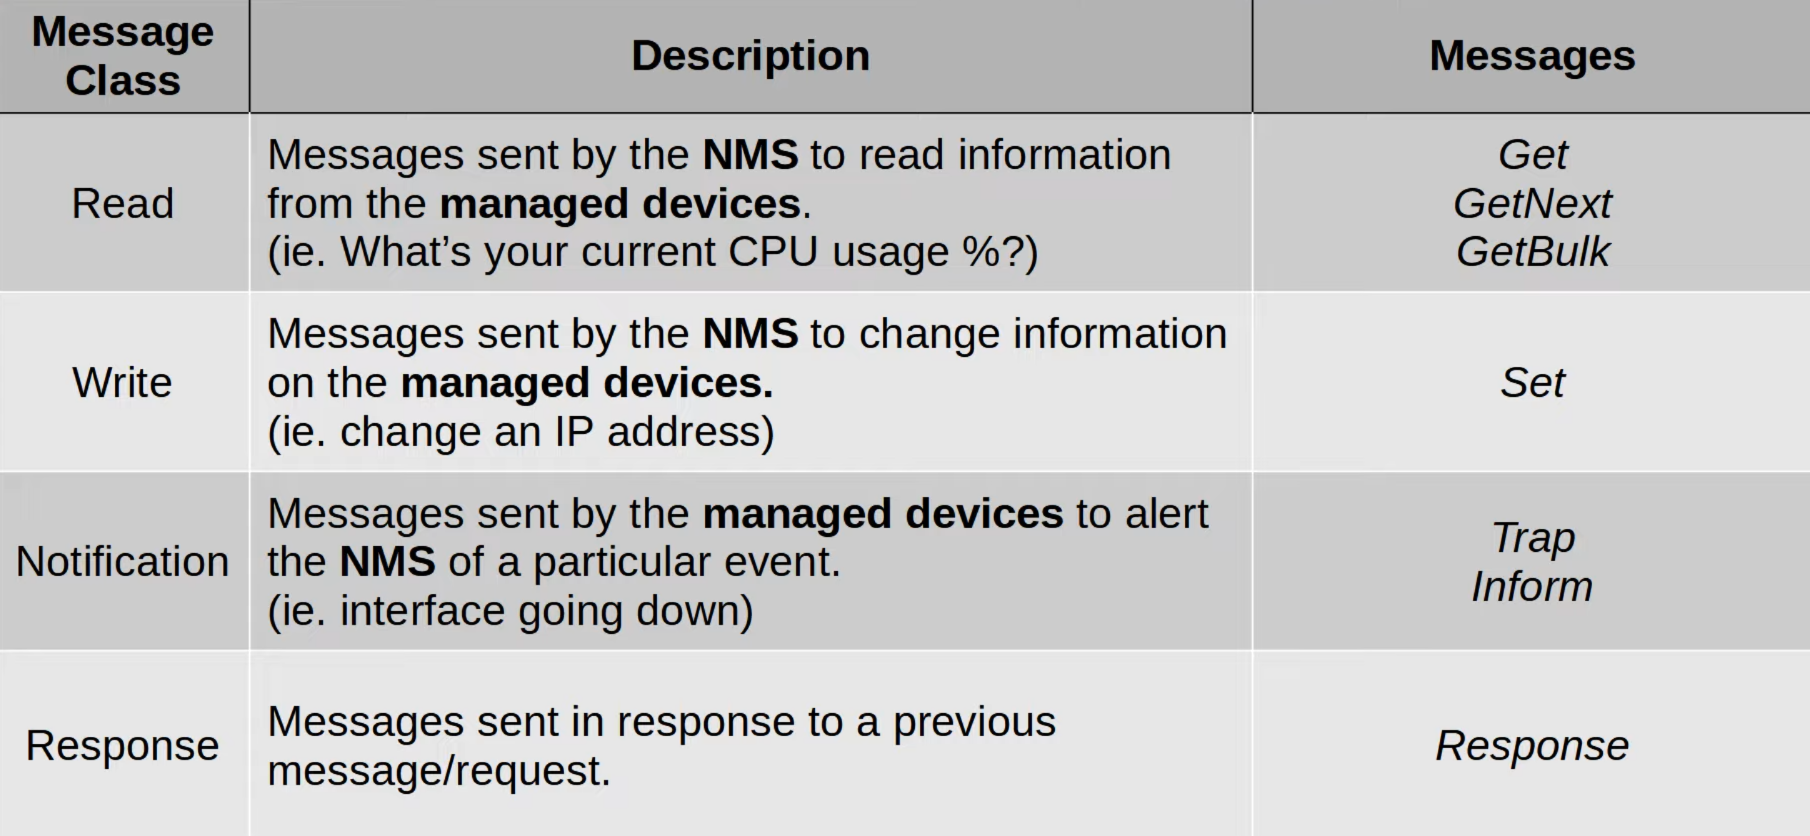 Message
Class
Description
Messages
Read
Messages sent by the NMS to read information
from the managed devices.
(ie. What’s your current CPU usage %?)
Get
GetNext
GetBulk
Write
Messages sent by the NMS to change information
on the managed devices.
(ie. change an IP address)
Set
Notification
Messages sent by the managed devices to alert
the NMS of a particular event.
(ie. interface going down)
Trap
Inform
Response
Messages sent in response to a previous
message/request.
Response